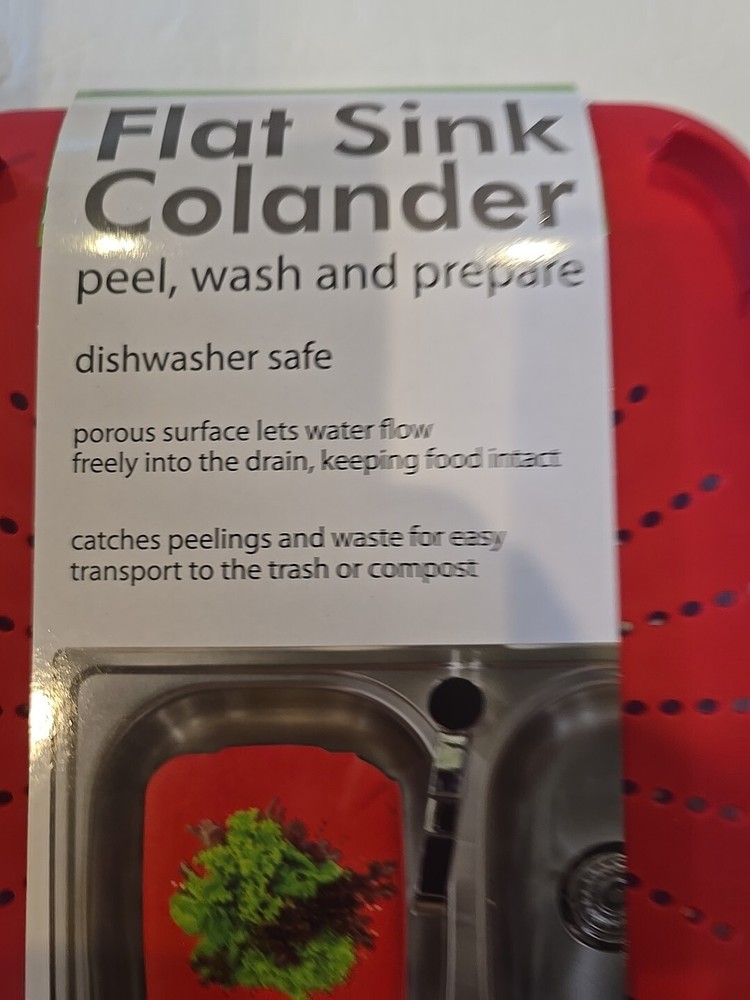 Flat Sink
Colander
peel, wash and prepare
dishwasher safe
porous surface lets water flow
freely into the drain, keeping food intact
catches peelings and waste for easy
transport to the trash or compost